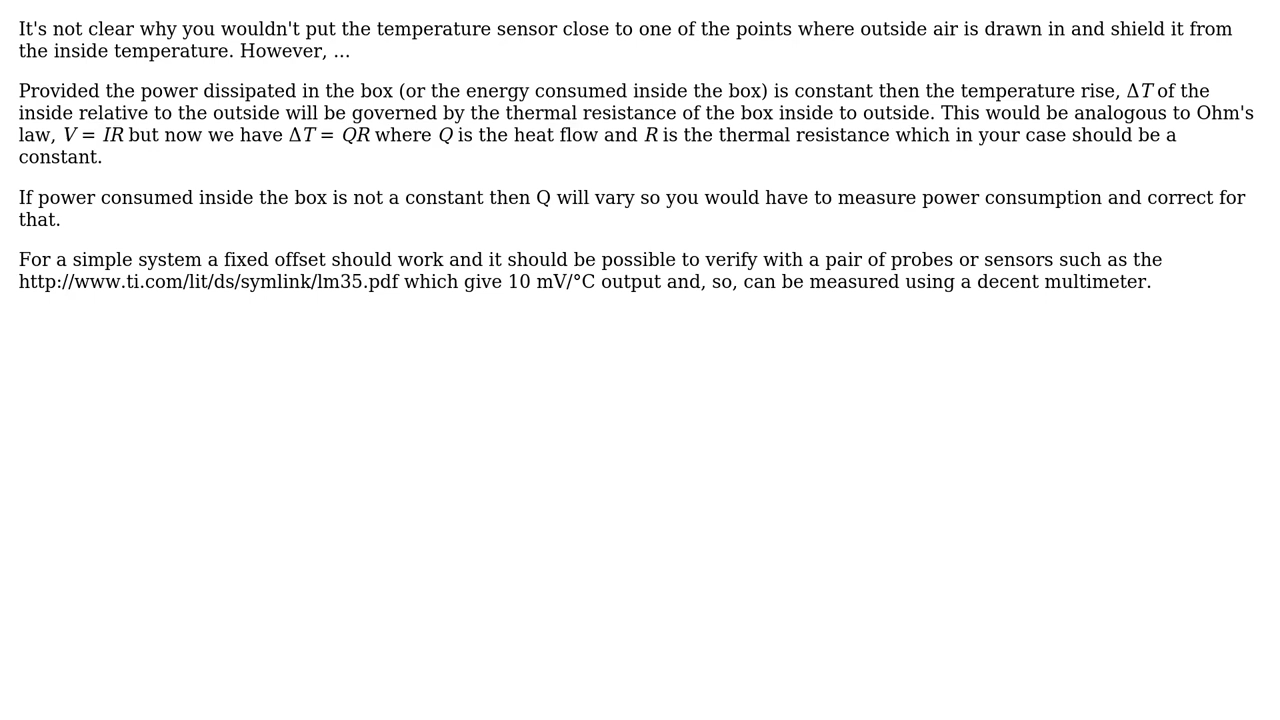 It's not clear why you wouldn't put the temperature sensor close to one of the points where outside air is drawn in and shield it from
the inside temperature. However, ...
Provided the power dissipated in the box (or the energy consumed inside the box) is constant then the temperature rise, ΔT of the
inside relative to the outside will be governed by the thermal resistance of the box inside to outside. This would be analogous to Ohm's
law, V = IR but now we have ΔT = QR where Q is the heat flow and R is the thermal resistance which in your case should be a
constant.
If power consumed inside the box is not a constant then Q will vary so you would have to measure power consumption and correct for
that.
For a simple system a fixed offset should work and it should be possible to verify with a pair of probes or sensors such as the
http://www.ti.com/lit/ds/symlink/lm35.pdf which give 10 mV/°C output and, so, can be measured using a decent multimeter.